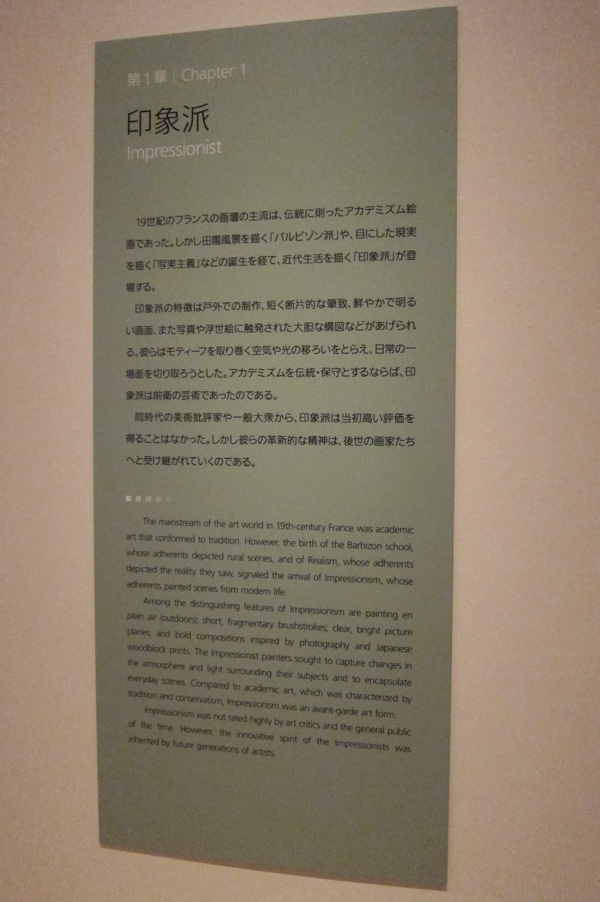 第1章 | Chapter 1
印象派
Impressionist
19世紀のフランスの画壇の主流は、伝統に則ったアカデミズム絵
画であった。しかし田園風景を描く「バルビゾン派」や、目にした現実
を描く「写実主義」などの誕生を経て、近代生活を描く「印象派」が登
場する。
印象派の特徴は戸外での制作、短く断片的な筆致、鮮やかで明る
い画面、また写真や浮世絵に触発された大胆な構図などがあげられ
る。彼らはモティーフを取り巻く空気や光の移ろいをとらえ、日常の一
場面を切り取ろうとした。アカデミズムを伝統・保守とするならば、印
象派は前衛の芸術であったのである。
同時代の美術批評家や一般大衆から、印象派は当初高い評価を
得ることはなかった。しかし彼らの革新的な精神は、後世の画家たち
へと受け継がれていくのである。
The mainstream of the art world in 19th-century France was academic
art that conformed to tradition. However, the birth of the Barbizon school,
whose adherents depicted rural scenes, and of Realism, whose adherents
depicted the reality they saw, signaled the arrival of Impressionism, whose
adherents painted scenes from modern life.
Among the distinguishing features of Impressionism are painting en
plein air (outdoors); short, fragmentary brushstrokes; clear, bright picture
planes; and bold compositions inspired by photography and Japanese
woodblock prints. The Impressionist painters sought to capture changes in
the atmosphere and light surrounding their subjects and to encapsulate
everyday scenes. Compared to academic art, which was characterized by
tradition and conservatism, Impressionism was an avant-garde art form.
Impressionism was not rated highly by art critics and the general public
of the time. However, the innovative spirit of the Impressionists was
inherited by future generations of artists.